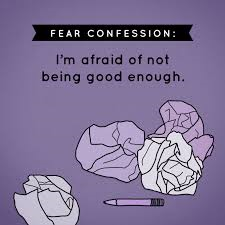 FEAR CONFESSION:
I'm afraid of not
being good enough.